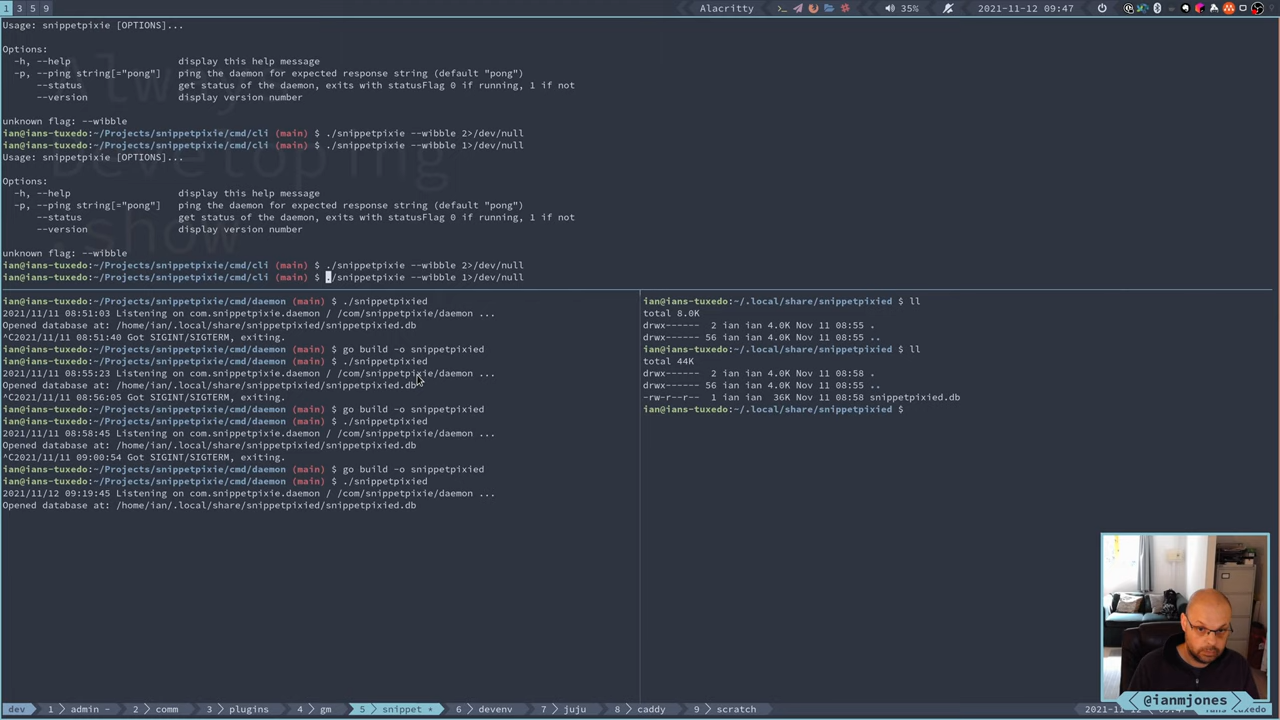 1 3 5 9
Alacritty
35%
2021-11-12 09:47
Usage: snippetpixie [OPTIONS]...
Options:
-h, --help display this help message
-p, --ping string[="pong"] ping the daemon for expected response string (default "pong")
--status get status of the daemon, exits with statusFlag 0 if running, 1 if not
--version display version number
unknown flag: --wibble
ian@ians-tuxedo:~/Projects/snippetpixie/cmd/cli (main) $ ./snippetpixie --wibble 2>/dev/null
ian@ians-tuxedo:~/Projects/snippetpixie/cmd/cli (main) $ ./snippetpixie --wibble 1>/dev/null
Usage: snippetpixie [OPTIONS]...
Options:
-h, --help display this help message
-p, --ping string[="pong"] ping the daemon for expected response string (default "pong")
--status get status of the daemon, exits with statusFlag 0 if running, 1 if not
--version display version number
unknown flag: --wibble
ian@ians-tuxedo:~/Projects/snippetpixie/cmd/cli (main) $ ./snippetpixie --wibble 2>/dev/null
ian@ians-tuxedo:~/Projects/snippetpixie/cmd/cli (main) $ ./snippetpixie --wibble 1>/dev/null
ian@ians-tuxedo:~/Projects/snippetpixie/cmd/daemon (main) $ ./snippetpixied
2021/11/11 08:51:03 Listening on com.snippetpixie.daemon / /com/snippetpixie/daemon ...
Opened database at: /home/ian/.local/share/snippetpixied/snippetpixied.db
^C2021/11/11 08:51:40 Got SIGINT/SIGTERM, exiting.
ian@ians-tuxedo:~/Projects/snippetpixie/cmd/daemon (main) $ go build -o snippetpixied
ian@ians-tuxedo:~/Projects/snippetpixie/cmd/daemon (main) $ ./snippetpixied
2021/11/11 08:55:23 Listening on com.snippetpixie.daemon / /com/snippetpixie/daemon ...
Opened database at: /home/ian/.local/share/snippetpixied/snippetpixied.db
^C2021/11/11 08:56:05 Got SIGINT/SIGTERM, exiting.
ian@ians-tuxedo:~/Projects/snippetpixie/cmd/daemon (main) $ go build -o snippetpixied
ian@ians-tuxedo:~/Projects/snippetpixie/cmd/daemon (main) $ ./snippetpixied
2021/11/11 08:58:45 Listening on com.snippetpixie.daemon / /com/snippetpixie/daemon ...
Opened database at: /home/ian/.local/share/snippetpixied/snippetpixied.db
^C2021/11/11 09:00:54 Got SIGINT/SIGTERM, exiting.
ian@ians-tuxedo:~/Projects/snippetpixie/cmd/daemon (main) $ go build -o snippetpixied
ian@ians-tuxedo:~/Projects/snippetpixie/cmd/daemon (main) $ ./snippetpixied
2021/11/12 09:19:45 Listening on com.snippetpixie.daemon / /com/snippetpixie/daemon ...
Opened database at: /home/ian/.local/share/snippetpixied/snippetpixied.db
ian@ians-tuxedo:~/.local/share/snippetpixied $ ll
total 8.0K
drwx------ 2 ian ian 4.0K Nov 11 08:55 .
drwx------ 56 ian ian 4.0K Nov 11 08:55 ..
ian@ians-tuxedo:~/.local/share/snippetpixied $ ll
total 44K
drwx------ 2 ian ian 4.0K Nov 11 08:58 .
drwx------ 56 ian ian 4.0K Nov 11 08:55 ..
-rw-r--r-- 1 ian ian 36K Nov 11 08:58 snippetpixied.db
ian@ians-tuxedo:~/.local/share/snippetpixied $
Developing
show
@ianmjones
dev 1 admin - 2 comm 3 plugins 4 gm 5 snippet * 6 devenv 7 juju 8 caddy 9 scratch